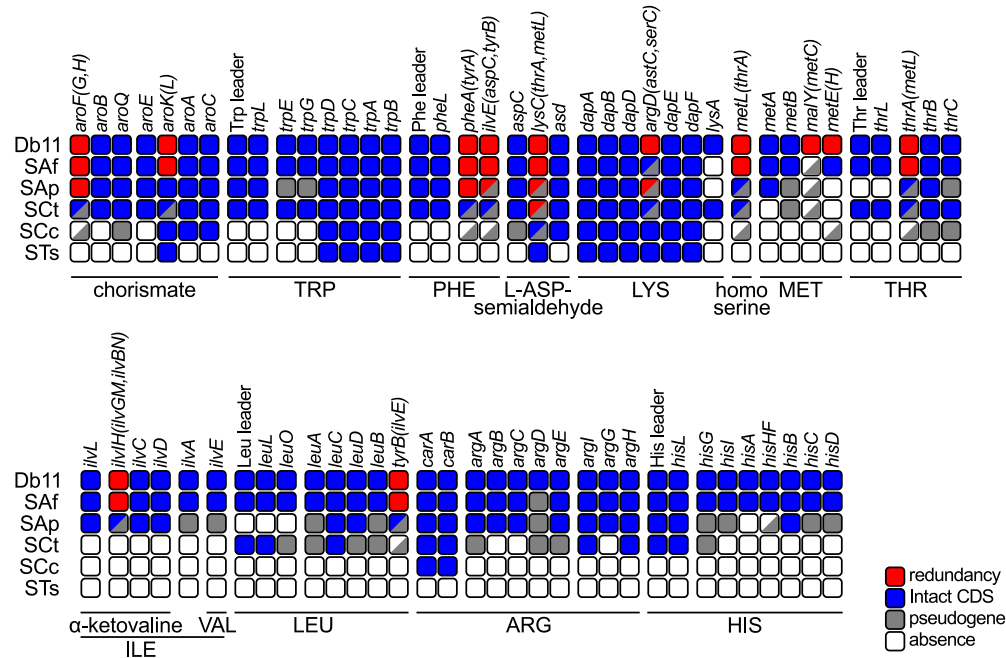 aroF(G,H) aroB aroQ aroE aroK(L) aroA aroC Trp leader trpL trpE trpG trpD trpC trpA trpB Phe leader pheL pheA(tyrA) ilvE(aspC,tyrB) aspC lysC(thrA,metL) asd dapA dapB dapD argD(astC,serC) dapE dapF lysA metL(thrA) metA metB malY(metC) metE(H) Thr leader thrL thrA(metL) thrB thrC
Db11
SAf
SAp
SCt
SCc
STs
chorismate TRP PHE L-ASP- LYS homo MET THR
semialdehyde serine
ilvL ilvIH(ilvGM,ilvBN) ilvC ilvD ilvA ilvE Leu leader leuL leuO leuA leuC leuD leuB tyrB(ilvE) carA carB argA argB argC argD argE argI argG argH His leader hisL hisG hisI hisA hisHF hisB hisC hisD
Db11
SAf
SAp
SCt
SCc
STs
α-ketovaline VAL LEU ARG HIS
ILE
redundancy
Intact CDS
pseudogene
absence